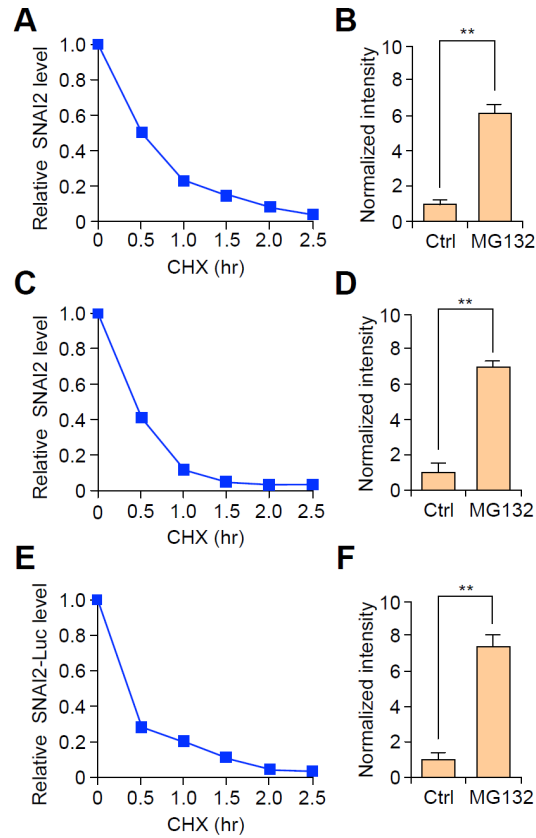 A
Relative SNAI2 level
1.0
0.8
0.6
0.4
0.2
0
0 0.5 1.0 1.5 2.0 2.5
CHX (hr)
B
Normalized intensity
**
10
8
6
4
2
0
Ctrl MG132
C
Relative SNAI2 level
1.0
0.8
0.6
0.4
0.2
0
0 0.5 1.0 1.5 2.0 2.5
CHX (hr)
D
Normalized intensity
**
10
8
6
4
2
0
Ctrl MG132
E
Relative SNAI2-Luc level
1.0
0.8
0.6
0.4
0.2
0
0 0.5 1.0 1.5 2.0 2.5
CHX (hr)
F
Normalized intensity
**
10
8
6
4
2
0
Ctrl MG132